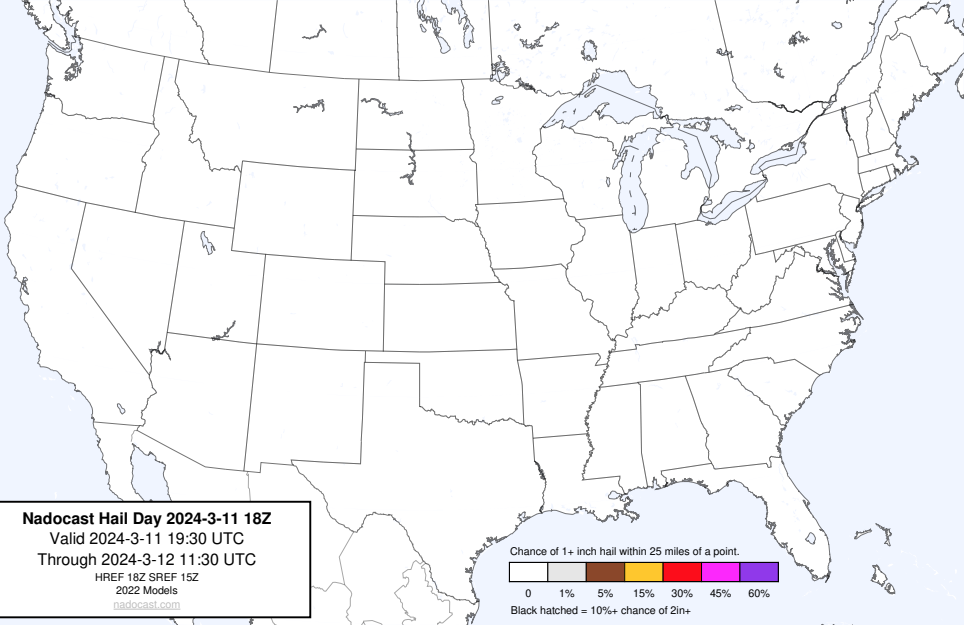 Nadocast Hail Day 2024-3-11 18Z
Valid 2024-3-11 19:30 UTC
Through 2024-3-12 11:30 UTC
HREF 18Z SREF 15Z
2022 Models
nadocast.com
Chance of 1+ inch hail within 25 miles of a point.
0 1% 5% 15% 30% 45% 60%
Black hatched = 10%+ chance of 2in+